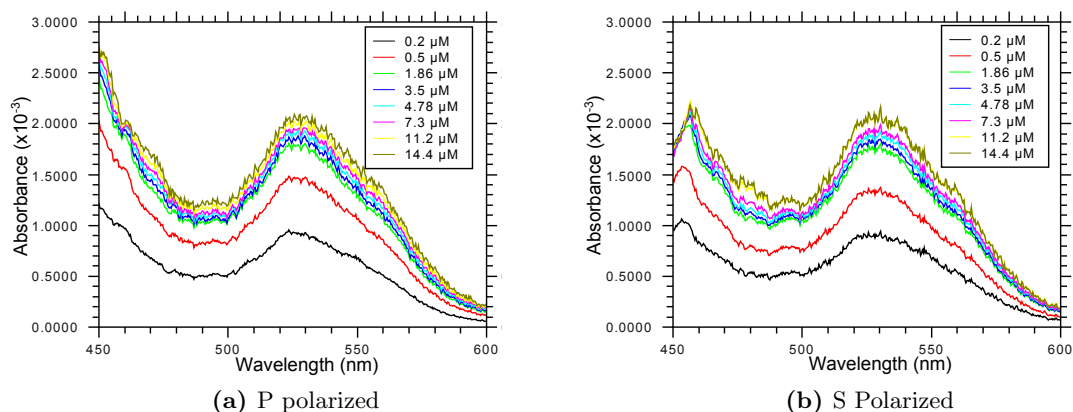 3.0000
2.5000
2.0000
1.5000
1.0000
0.5000
0.0000
Absorbance (x10⁻³)
0.2 µM
0.5 µM
1.86 µM
3.5 µM
4.78 µM
7.3 µM
11.2 µM
14.4 µM
450 500 550 600
Wavelength (nm)
(a) P polarized
3.0000
2.5000
2.0000
1.5000
1.0000
0.5000
0.0000
Absorbance (x10⁻³)
0.2 µM
0.5 µM
1.86 µM
3.5 µM
4.78 µM
7.3 µM
11.2 µM
14.4 µM
450 500 550 600
Wavelength (nm)
(b) S Polarized